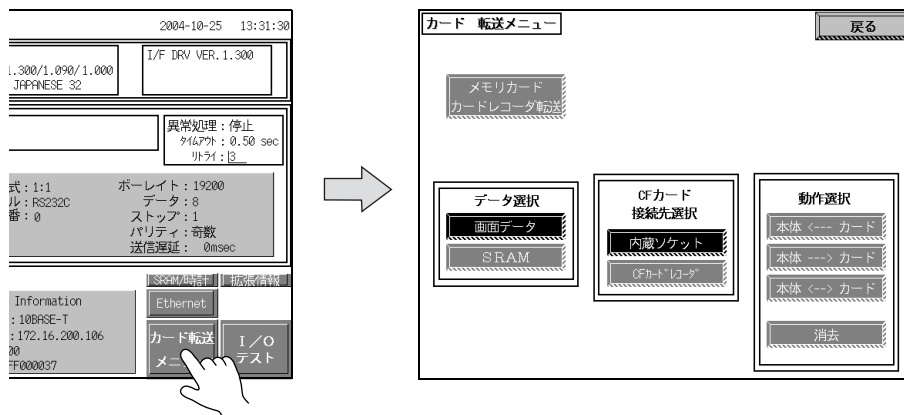 2004-10-25 13:31:30
.300/1.090/1.000
JAPANESE 32
I/F DRV VER.1.300
異常処理:停止
タイムアウト:0.50 sec
リトライ:3
式:1:1
ル:RS232C
番:0
ボーレイト:19200
データ:8
ストップ:1
パリティ:奇数
送信遅延: 0msec
SRAM/時計
拡張情報
Information
:10BASE-T
:172.16.200.106
00
FF000037
Ethernet
カード転送
メニ
I/O
テスト
カード 転送メニュー
戻る
メモリカード
カードレコーダ転送
データ選択
画面データ
SRAM
CFカード
接続先選択
内蔵ソケット
CFカードレコーダ
動作選択
本体 <--- カード
本体 ---> カード
本体 <--> カード
消去